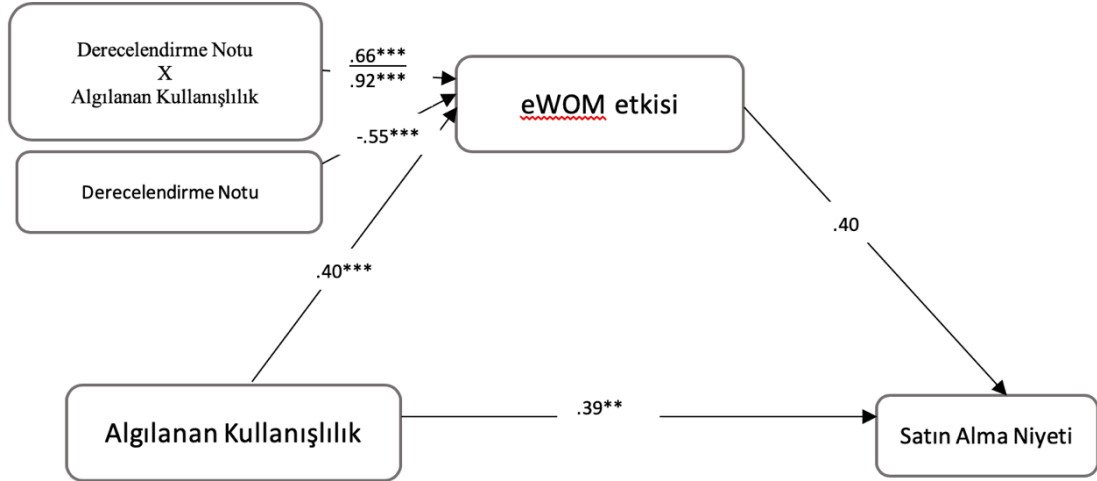 Derecelendirme Notu
X
Algılanan Kullanışlılık
.66***
.92***
eWOM etkisi
-.55***
Derecelendirme Notu
.40
.40***
.39**
Algılanan Kullanışlılık
Satın Alma Niyeti